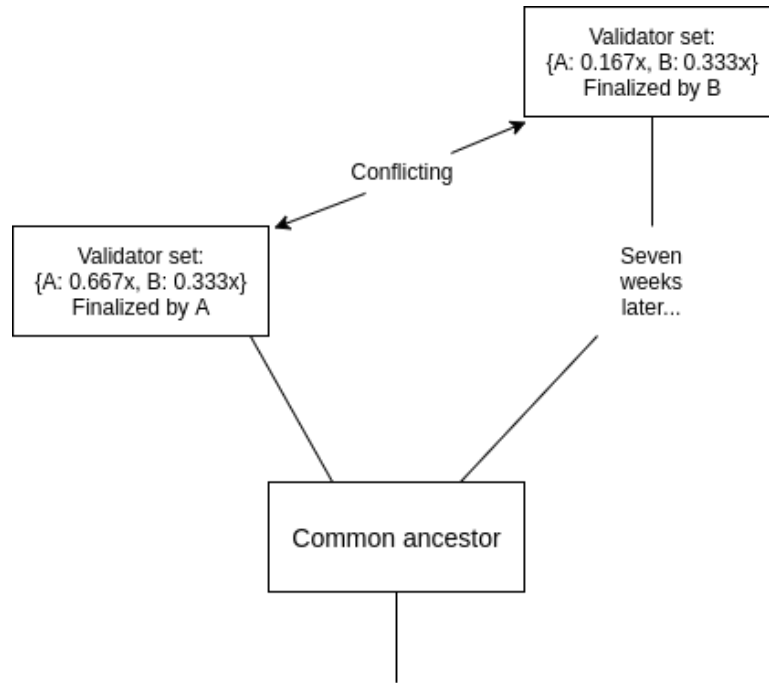 Validator set:
{A: 0.167x, B: 0.333x}
Finalized by B
Conflicting
Validator set:
{A: 0.667x, B: 0.333x}
Finalized by A
Seven
weeks
later...
Common ancestor